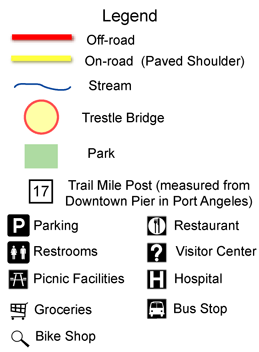 Legend
Off-road
On-road (Paved Shoulder)
Stream
Trestle Bridge
Park
17 Trail Mile Post (measured from
Downtown Pier in Port Angeles)
P Parking
Restaurant
Restrooms
? Visitor Center
Picnic Facilities
H Hospital
Groceries
Bus Stop
Bike Shop